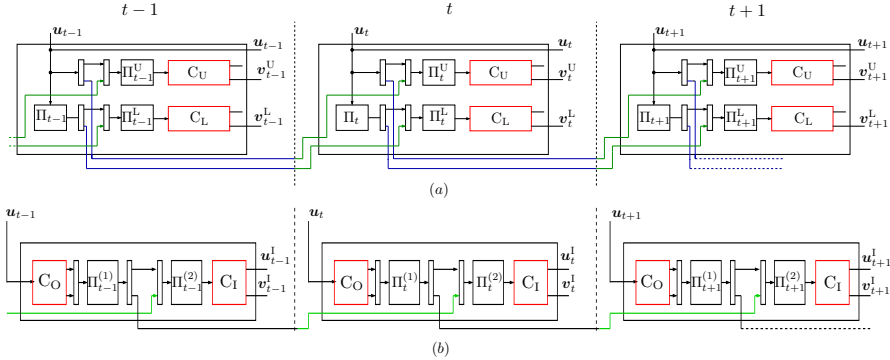 t − 1 t t + 1
u_{t−1} u_t u_{t+1}
u_{t−1} u_t u_{t+1}
Π^U_{t−1} C_U v^U_{t−1} Π^U_t C_U v^U_t Π^U_{t+1} C_U v^U_{t+1}
Π_{t−1} Π^L_{t−1} C_L v^L_{t−1} Π_t Π^L_t C_L v^L_t Π_{t+1} Π^L_{t+1} C_L v^L_{t+1}
(a)
u_{t−1} u_t u_{t+1}
u^I_{t−1} u^I_t u^I_{t+1}
C_O Π^{(1)}_{t−1} Π^{(2)}_{t−1} C_I v^I_{t−1} C_O Π^{(1)}_t Π^{(2)}_t C_I v^I_t C_O Π^{(1)}_{t+1} Π^{(2)}_{t+1} C_I v^I_{t+1}
(b)